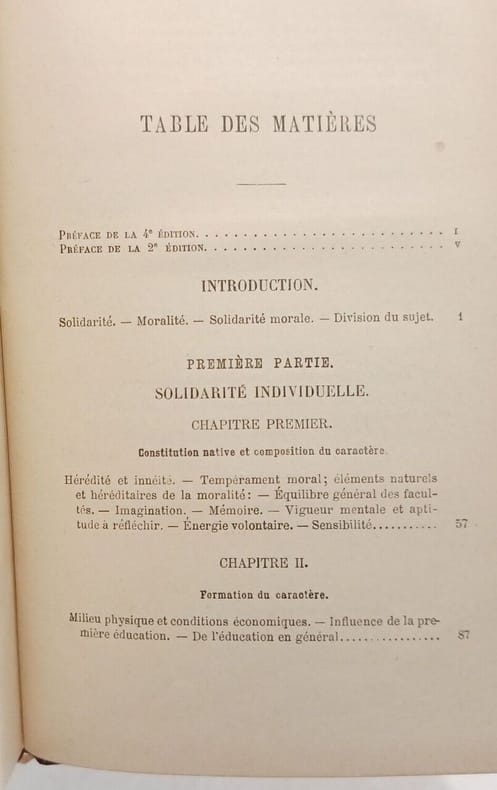 TABLE DES MATIÈRES
PRÉFACE DE LA 4e ÉDITION. . . . . . . . . . . . . . . . . . . . . . . . . I
PRÉFACE DE LA 2e ÉDITION. . . . . . . . . . . . . . . . . . . . . . . . V
INTRODUCTION.
Solidarité. — Moralité. — Solidarité morale. — Division du sujet. 1
PREMIÈRE PARTIE.
SOLIDARITÉ INDIVIDUELLE.
CHAPITRE PREMIER.
Constitution native et composition du caractère.
Hérédité et innéité. — Tempérament moral; éléments naturels
et héréditaires de la moralité: — Équilibre général des facul-
tés. — Imagination. — Mémoire. — Vigueur mentale et apti-
tude à réfléchir. — Énergie volontaire. — Sensibilité........... 57
CHAPITRE II.
Formation du caractère.
Milieu physique et conditions économiques. — Influence de la pre-
mière éducation. — De l'éducation en général................. 87